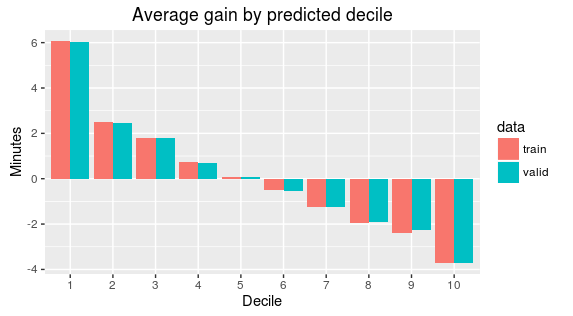 Average gain by predicted decile
Minutes
6
4
2
0
-2
-4
1 2 3 4 5 6 7 8 9 10
Decile
data
train
valid